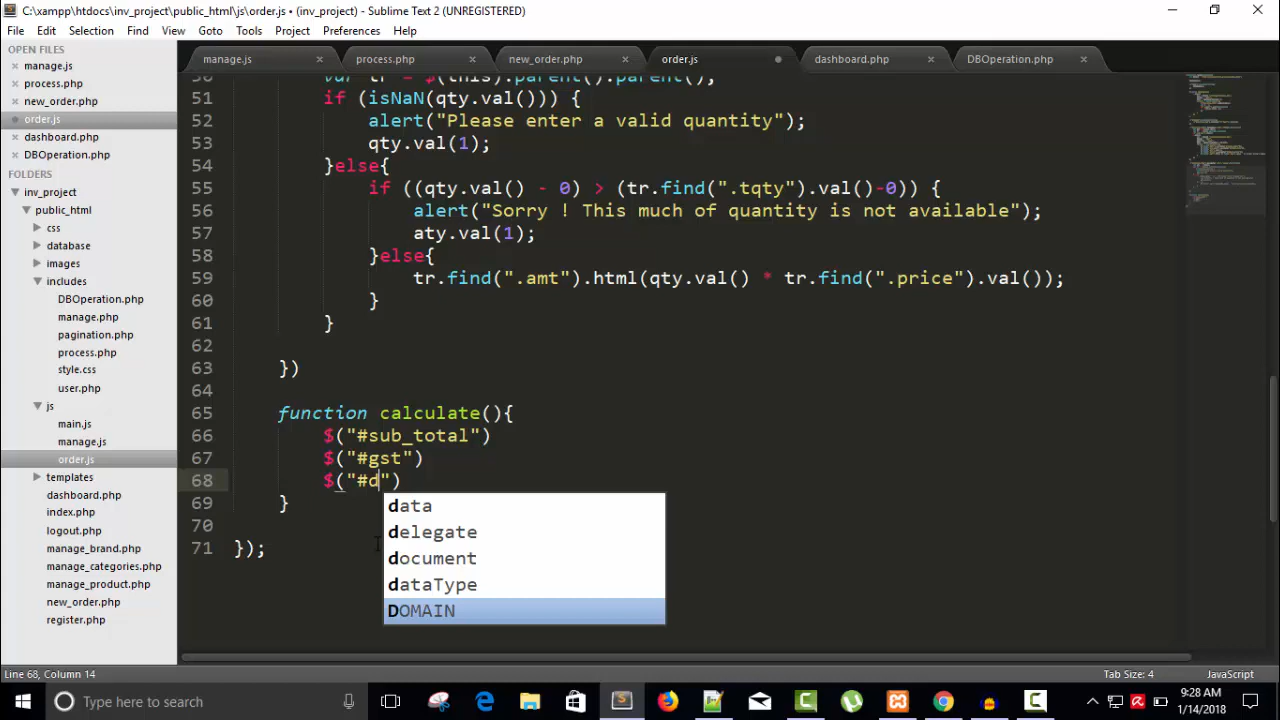 C:\xampp\htdocs\inv_project\public_html\js\order.js • (inv_project) - Sublime Text 2 (UNREGISTERED)
File Edit Selection Find View Goto Tools Project Preferences Help
OPEN FILES
manage.js
process.php
new_order.php
order.js
dashboard.php
DBOperation.php
FOLDERS
inv_project
public_html
css
database
images
includes
DBOperation.php
manage.php
pagination.php
process.php
style.css
user.php
js
main.js
manage.js
order.js
templates
dashboard.php
index.php
logout.php
manage_brand.php
manage_categories.php
manage_product.php
new_order.php
register.php
manage.js process.php new_order.php order.js dashboard.php DBOperation.php
50 var tr = $(this).parent().parent();
51 if (isNaN(qty.val())) {
52 alert("Please enter a valid quantity");
53 qty.val(1);
54 }else{
55 if ((qty.val() - 0) > (tr.find(".tqty").val()-0)) {
56 alert("Sorry ! This much of quantity is not available");
57 aty.val(1);
58 }else{
59 tr.find(".amt").html(qty.val() * tr.find(".price").val());
60 }
61 }
62
63 })
64
65 function calculate(){
66 $("#sub_total")
67 $("#gst")
68 $("#d")
69 }
70
71 });
data
delegate
document
dataType
DOMAIN
Line 68, Column 14 Tab Size: 4 JavaScript
Type here to search
9:28 AM
1/14/2018